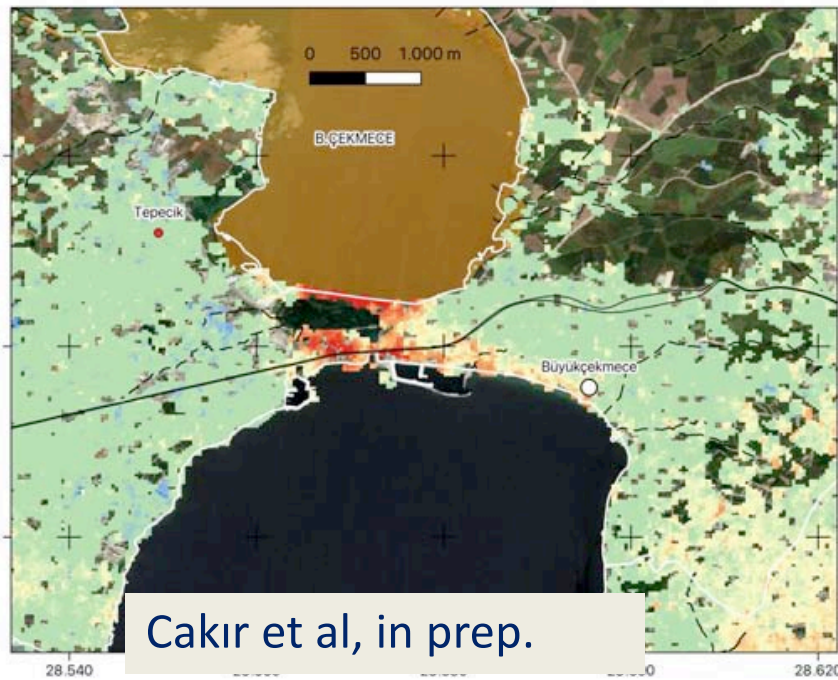 0 500 1.000 m
B.ÇEKMECE
Tepecik
Büyükçekmece
Cakır et al, in prep.
28.540 28.620